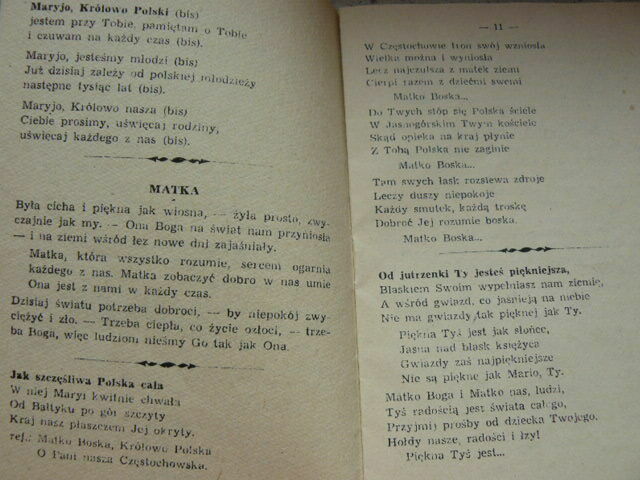 Maryjo, Królowo Polski (bis)
jestem przy Tobie, pamiętam o Tobie
i czuwam na każdy czas (bis).
Maryjo, jesteśmy młodzi (bis)
Już dzisiaj zależy od polskiej młodzieży
następne tysiąc lat (bis).
Maryjo, Królowo nasza (bis)
Ciebie prosimy, uświęcaj rodziny,
uświęcaj każdego z nas (bis).
MATKA
Była cicha i piękna jak wiosna, — żyła prosto, zwy-
czajnie jak my. — Ona Boga na świat nam przyniosła
— i na ziemi wśród łez nowe dni zajaśniały.
Matka, która wszystko rozumie, sercem ogarnia
każdego z nas. Matka zobaczyć dobro w nas umie
Ona jest z nami w każdy czas.
Dzisiaj światu potrzeba dobroci, — by niepokój zwy-
ciężyć i zło. — Trzeba ciepła, co życie ozłoci, — trze-
ba Boga, więc ludziom nieśmy Go tak jak Ona.
Jak szczęśliwa Polska cała
W niej Maryi kwitnie chwała
Od Bałtyku po gór szczyty
Kraj nasz płaszczem Jej okryty.
ref.: Matko Boska, Królowo Polska
O Pani nasza Częstochowska.
— 11 —
W Częstochowie tron swój wzniosła
Wielka można i wyniosła
Lecz najczulsza z matek ziemi
Cierpi razem z dziećmi swemi
Matko Boska...
Do Twych stóp się Polska ściele
W Jasnogórskim Twym kościele
Skąd opieka na kraj płynie
Z Tobą Polska nie zaginie
Matko Boska...
Tam swych łask rozsiewa zdroje
Leczy duszy niepokoje
Każdy smutek, każdą troskę
Dobroć Jej rozumie boska.
Matko Boska...
Od jutrzenki Ty jesteś piękniejsza,
Blaskiem Swoim wypełniasz nam ziemię,
A wśród gwiazd, co jaśnieją na niebie
Nie ma gwiazdy tak pięknej jak Ty.
Piękna Tyś jest jak słońce,
Jasna nad blask księżyca
Gwiazdy zaś najpiękniejsze
Nie są piękne jak Mario, Ty.
Matko Boga i Matko nas, ludzi,
Tyś radością jest świata całego,
Przyjmij prośby od dziecka Twojego.
Hołdy nasze, radości i łzy!
Piękna Tyś jest...